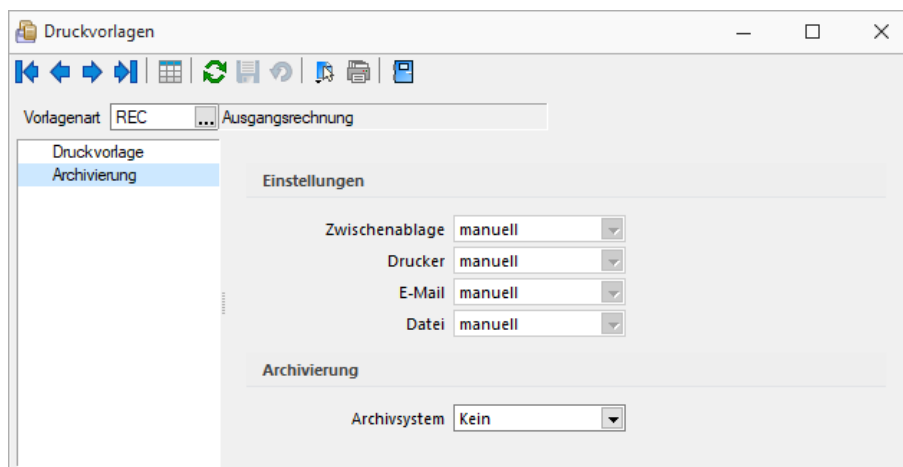 Druckvorlagen
Vorlagenart REC ... Ausgangsrechnung
Druckvorlage
Archivierung
Einstellungen
Zwischenablage manuell
Drucker manuell
E-Mail manuell
Datei manuell
Archivierung
Archivsystem Kein